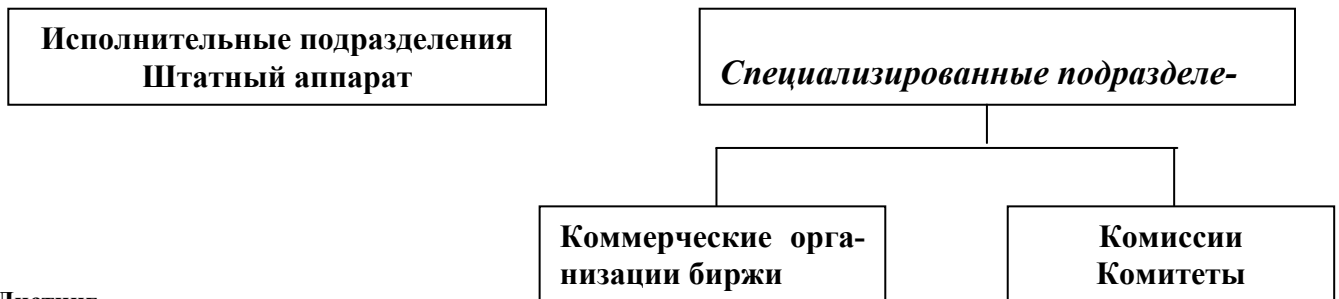 Исполнительные подразделения
Штатный аппарат
Специализированные подразделе-
Коммерческие орга-
низации биржи
Комиссии
Комитеты